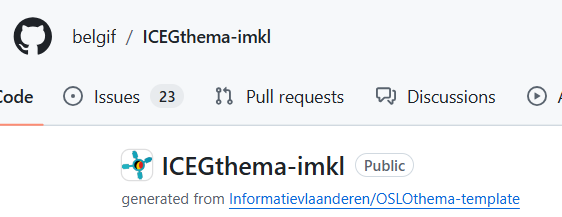 belgif / ICEGthema-imkl
Code Issues 23 Pull requests Discussions
ICEGthema-imkl Public
generated from Informatievlaanderen/OSLOthema-template